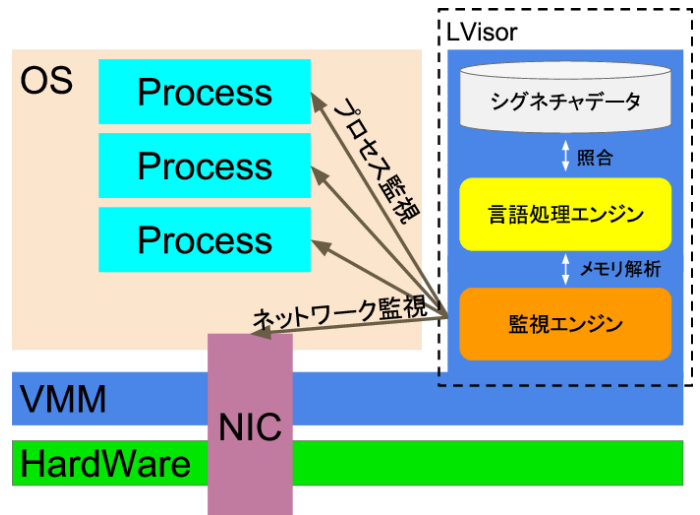 LVisor
OS
Process
Process
Process
プロセス監視
ネットワーク監視
シグネチャデータ
照合
言語処理エンジン
メモリ解析
監視エンジン
VMM
NIC
HardWare